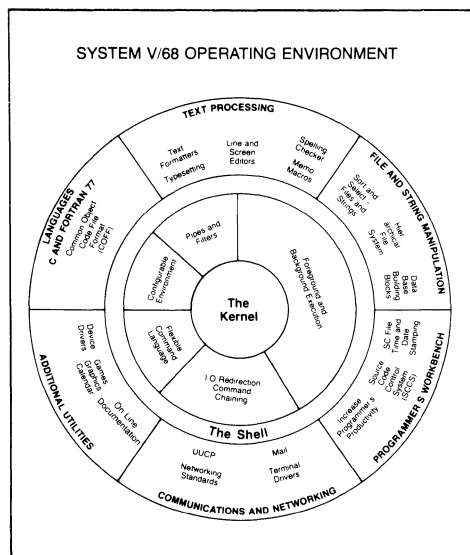 SYSTEM V/68 OPERATING ENVIRONMENT
TEXT PROCESSING
Text
Formatters
Typesetting
Line and
Screen
Editors
Spelling
Checker
Memo
Macros
FILE AND STRING MANIPULATION
Sort and
Select -
Files and
Strings
Hier
archical
File
System
Data
Base
Building
Blocks
PROGRAMMER S WORKBENCH
SC File
Time and
Date
Stamping
Source
Code
Control
System
(SCCS)
Increase
Programmer s
Productivity
COMMUNICATIONS AND NETWORKING
UUCP
Networking
Standards
Mail
Terminal
Drivers
ADDITIONAL UTILITIES
Device
Drivers
Games
Graphics
Calendar
On Line
Documentation
LANGUAGES
C AND FORTRAN 77
Common Object
Code File
Format
(COFF)
Pipes and
Filters
Foreground and
Background Execution
I O Redirection
Command
Chaining
Flexible
Command
Language
Configurable
Environment
The
Kernel
The Shell